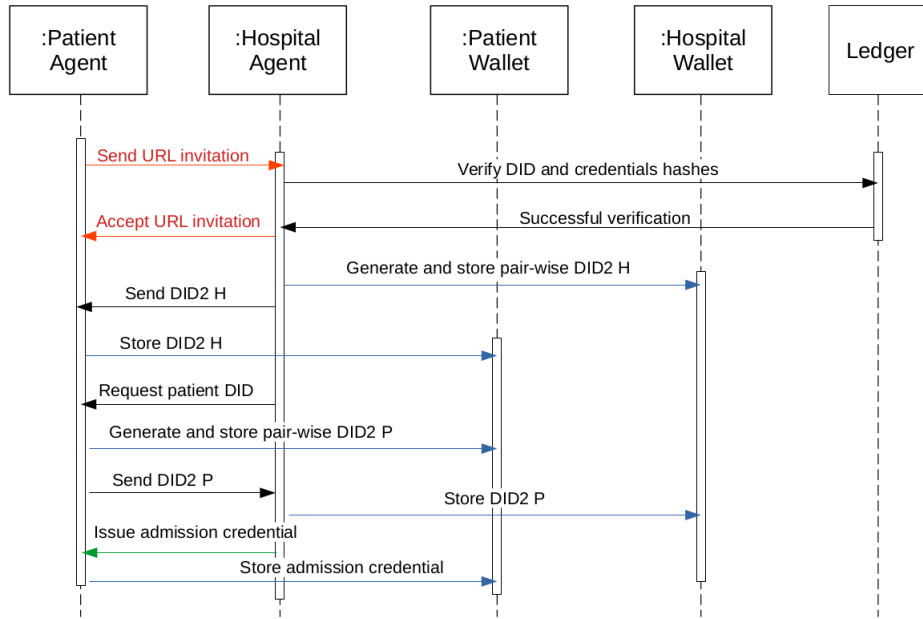 :Patient
Agent
:Hospital
Agent
:Patient
Wallet
:Hospital
Wallet
Ledger
Send URL invitation
Verify DID and credentials hashes
Successful verification
Accept URL invitation
Generate and store pair-wise DID2 H
Send DID2 H
Store DID2 H
Request patient DID
Generate and store pair-wise DID2 P
Send DID2 P
Store DID2 P
Issue admission credential
Store admission credential